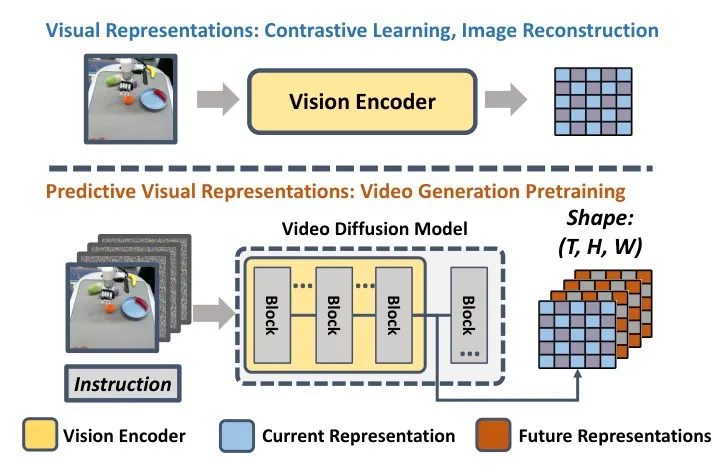 Visual Representations: Contrastive Learning, Image Reconstruction
Vision Encoder
Predictive Visual Representations: Video Generation Pretraining
Video Diffusion Model
Shape:
(T, H, W)
Block
...
Block
...
Block
Block
...
Instruction
Vision Encoder
Current Representation
Future Representations